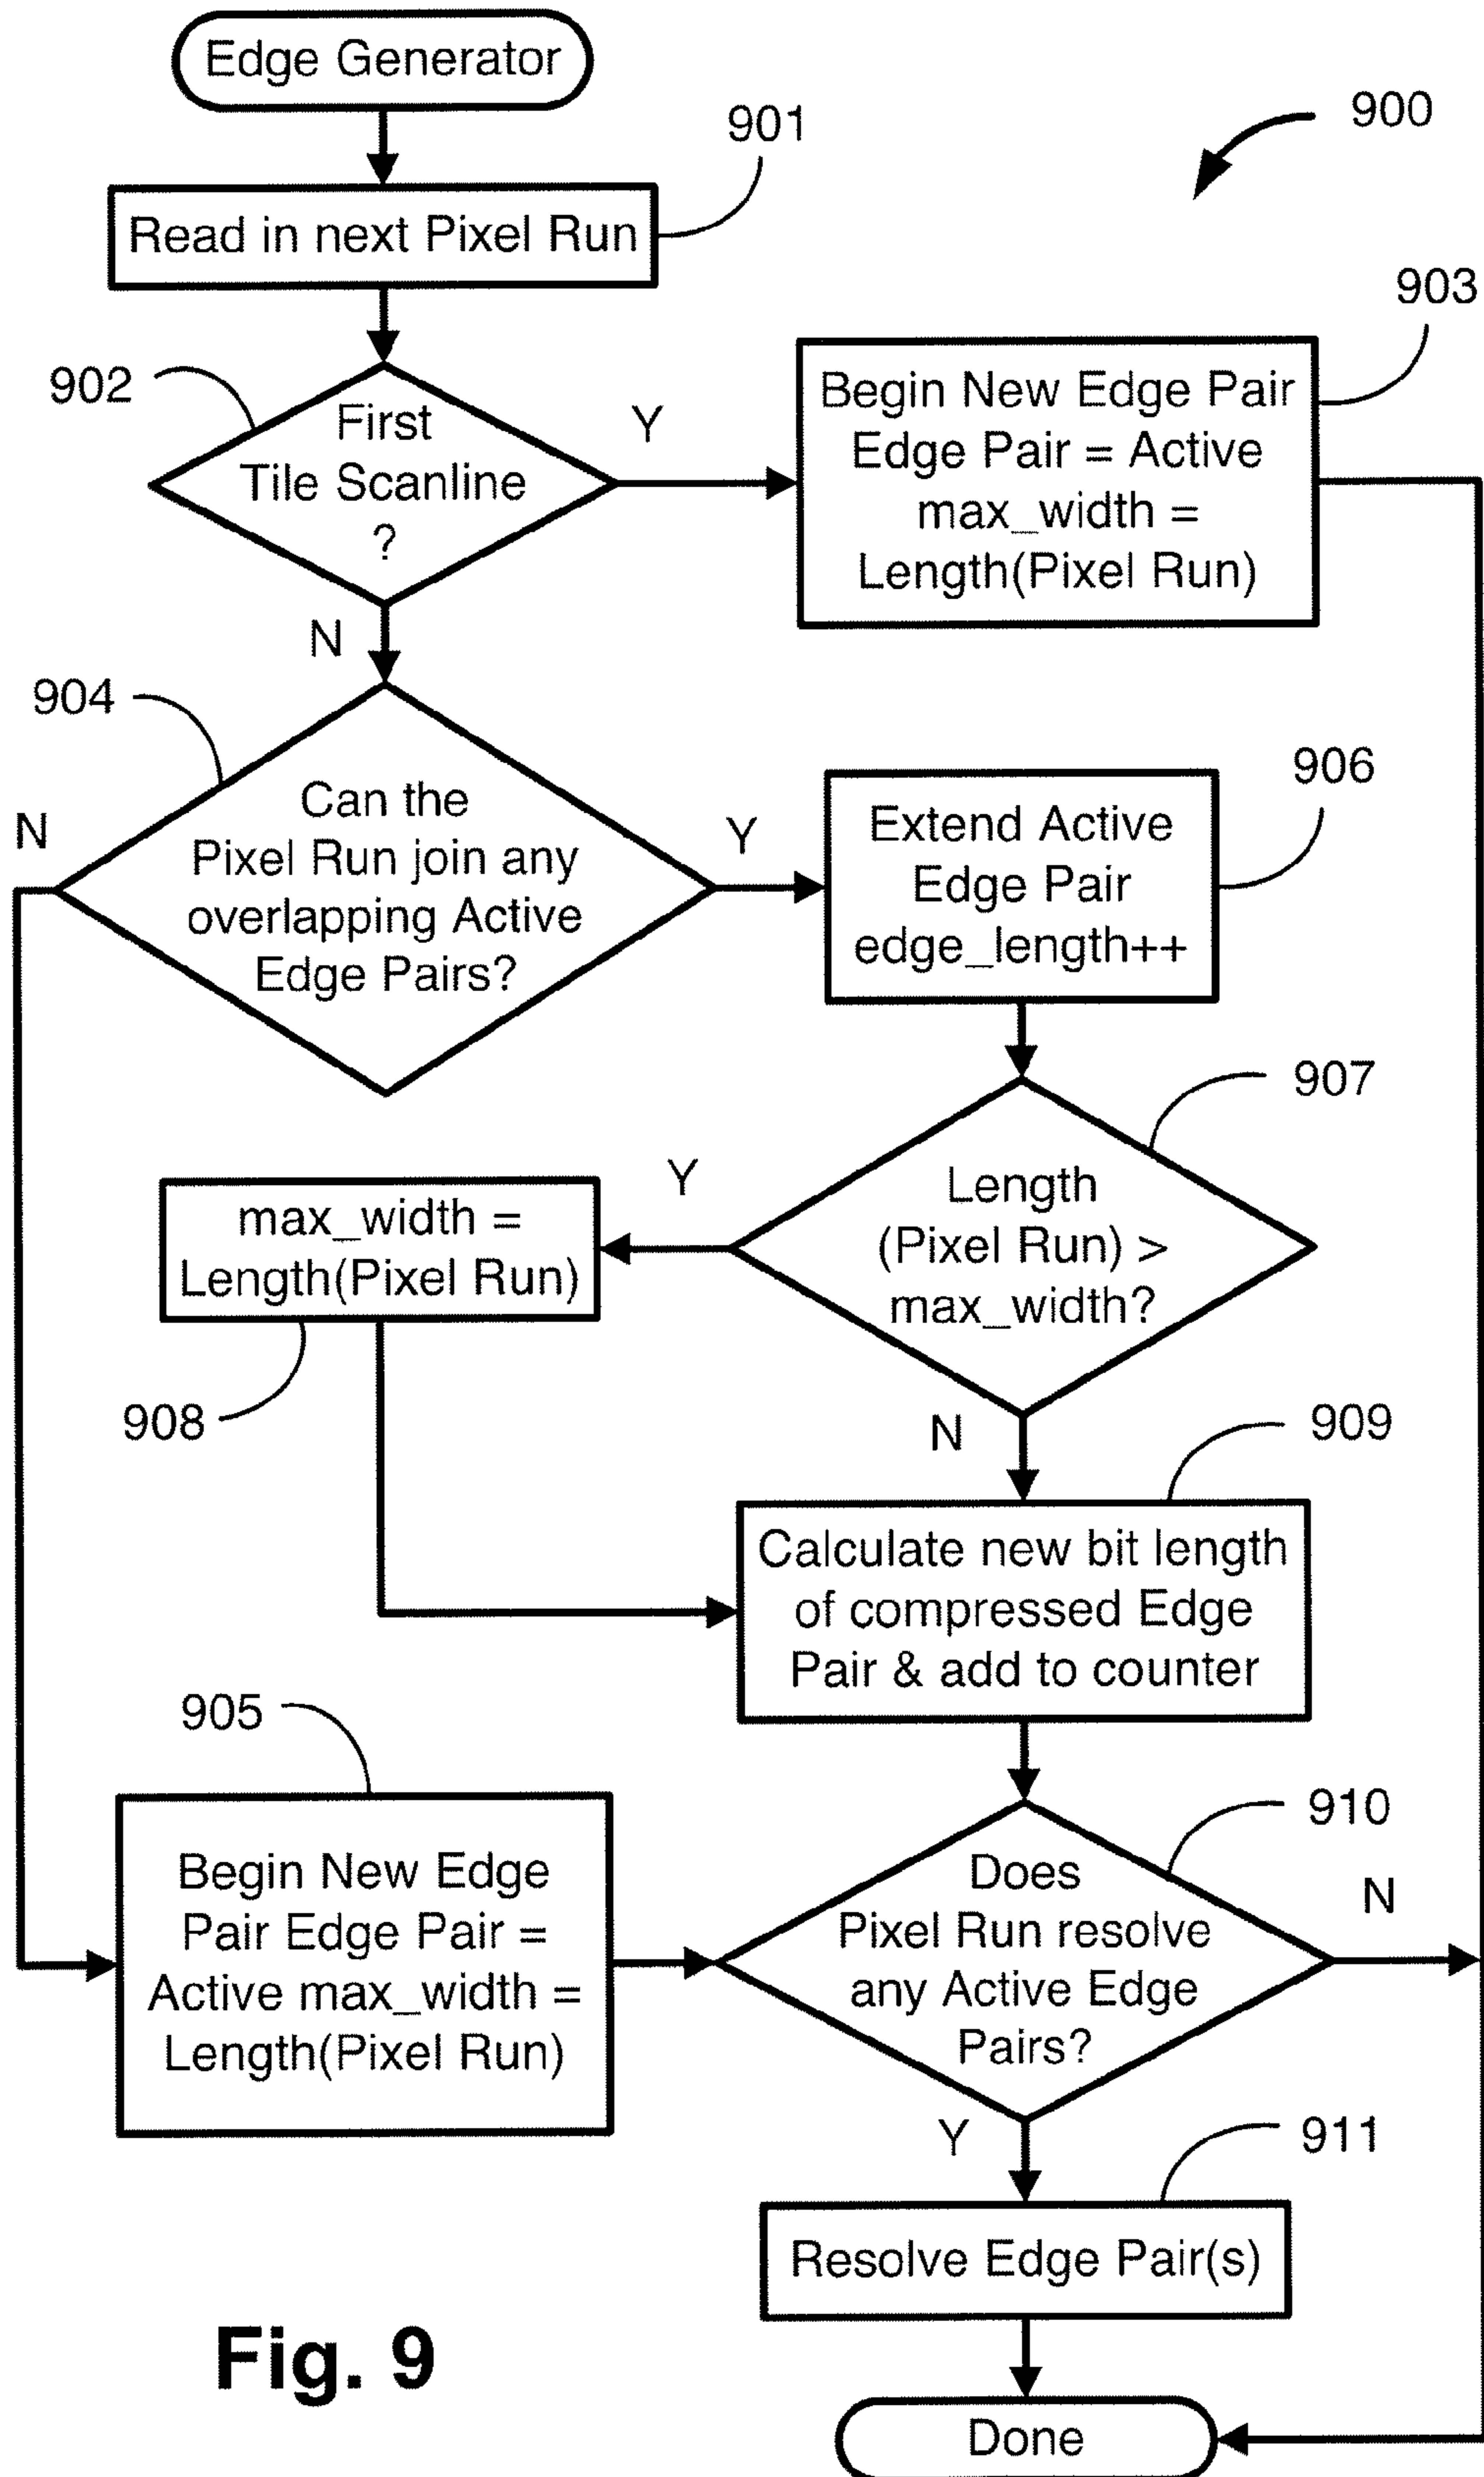 Edge Generator
900
901
Read in next Pixel Run
903
902
First
Tile Scanline
?
Y
Begin New Edge Pair
Edge Pair = Active
max_width =
Length(Pixel Run)
N
904
Can the
Pixel Run join any
overlapping Active
Edge Pairs?
N
Y
906
Extend Active
Edge Pair
edge_length++
907
Length
(Pixel Run) >
max_width?
Y
max_width =
Length(Pixel Run)
908
N
909
Calculate new bit length
of compressed Edge
Pair & add to counter
905
Begin New Edge
Pair Edge Pair =
Active max_width =
Length(Pixel Run)
910
Does
Pixel Run resolve
any Active Edge
Pairs?
N
Y
911
Resolve Edge Pair(s)
Done
Fig. 9